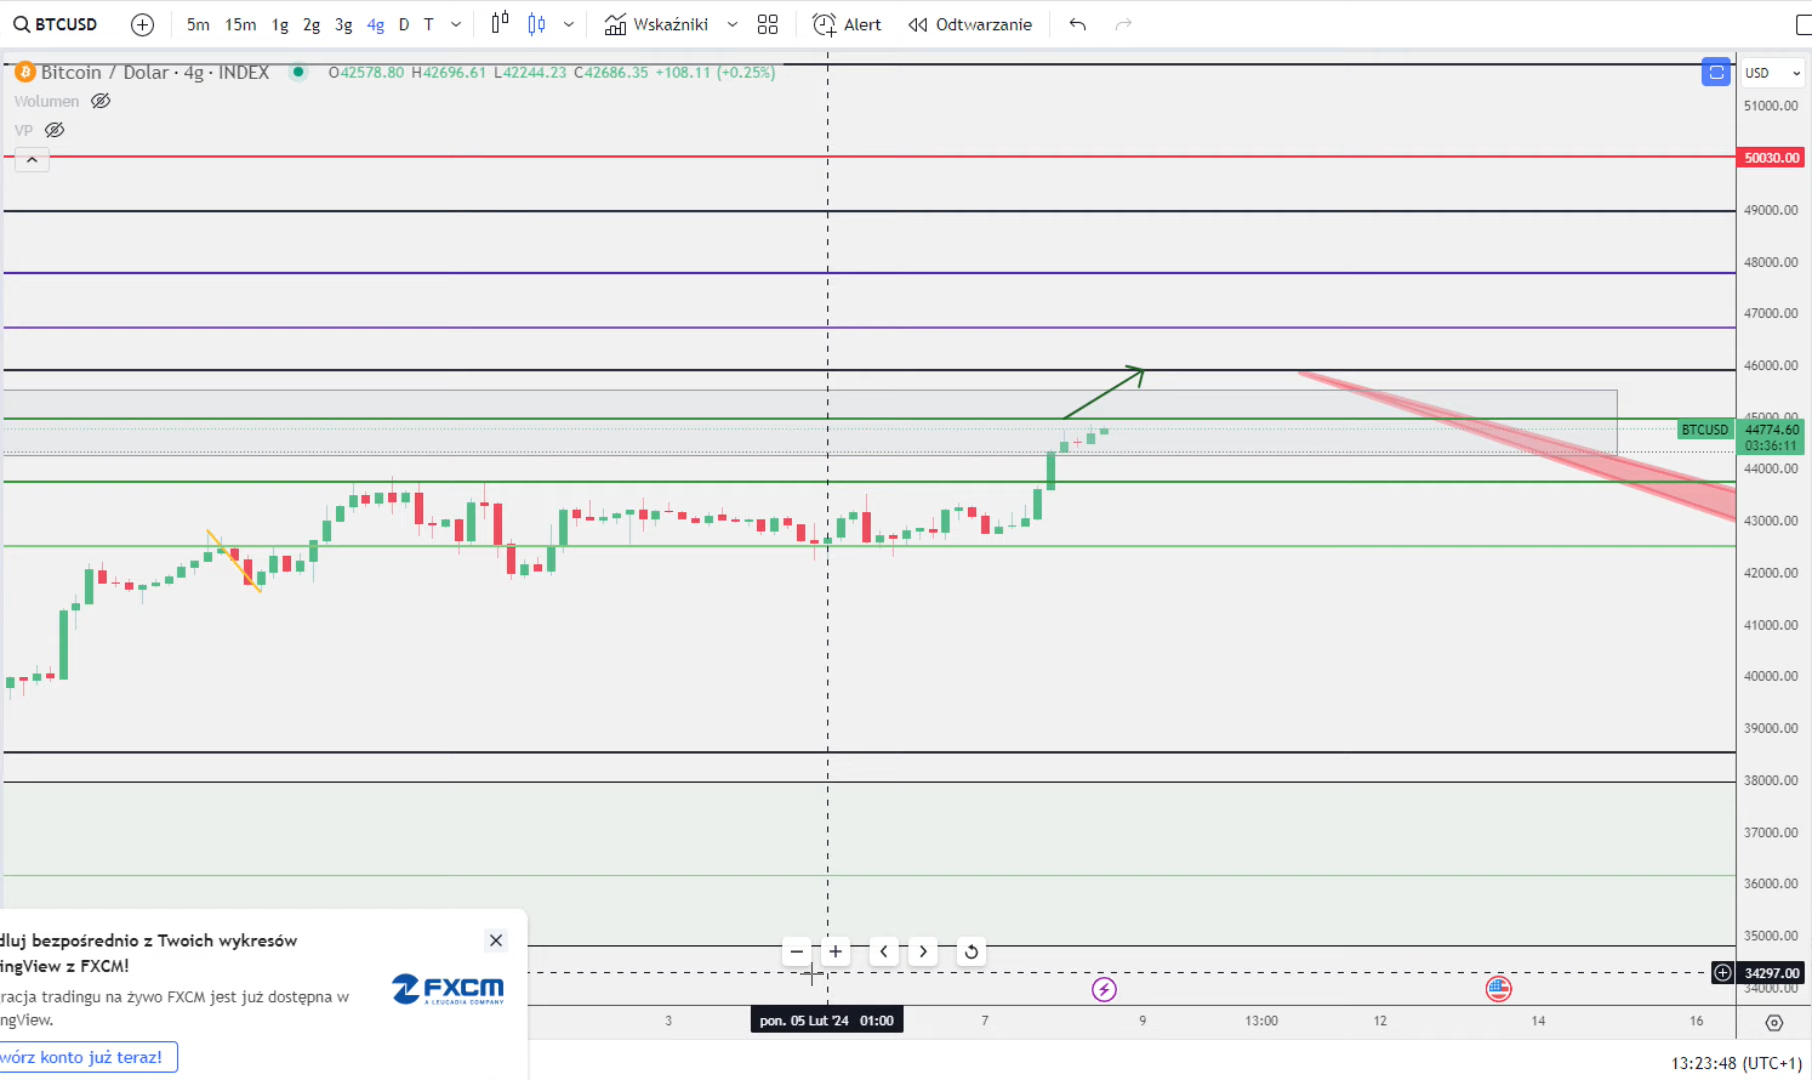 BTCUSD 5m 15m 1g 2g 3g 4g D T Wskaźniki Alert Odtwarzanie
Bitcoin / Dolar · 4g · INDEX O42578.80 H42696.61 L42244.23 C42686.35 +108.11 (+0.25%)
USD
Wolumen
VP
51000.00
50030.00
49000.00
48000.00
47000.00
46000.00
45000.00
BTCUSD 44774.60
03:36:11
44000.00
43000.00
42000.00
41000.00
40000.00
39000.00
38000.00
37000.00
36000.00
35000.00
34297.00
34000.00
dluj bezpośrednio z Twoich wykresów
ingView z FXCM!
racja tradingu na żywo FXCM jest już dostępna w
ngView.
wórz konto już teraz!
FXCM
A LEUCADIA COMPANY
3 pon. 05 Lut '24 01:00 7 9 13:00 12 14 16
13:23:48 (UTC+1)